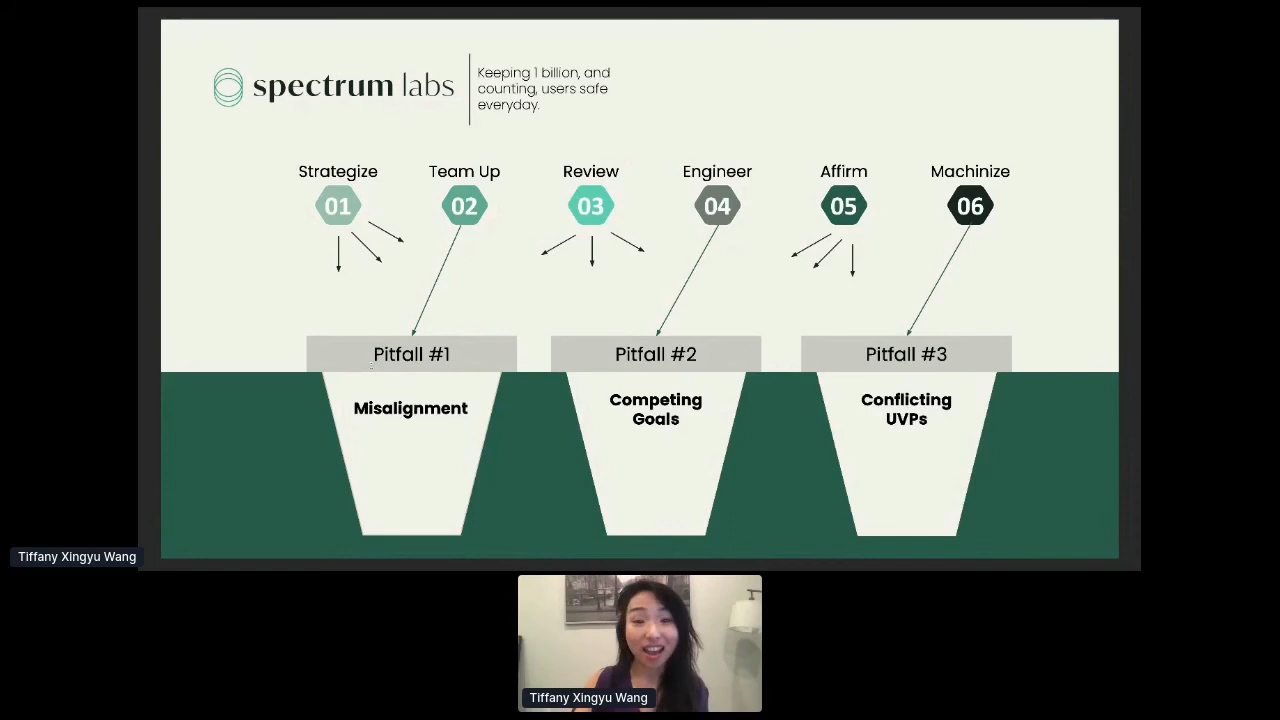 spectrum labs
Keeping 1 billion, and
counting, users safe
everyday.
Strategize
Team Up
Review
Engineer
Affirm
Machinize
01
02
03
04
05
06
Pitfall #1
Pitfall #2
Pitfall #3
Misalignment
Competing
Goals
Conflicting
UVPs
Tiffany Xingyu Wang
Tiffany Xingyu Wang